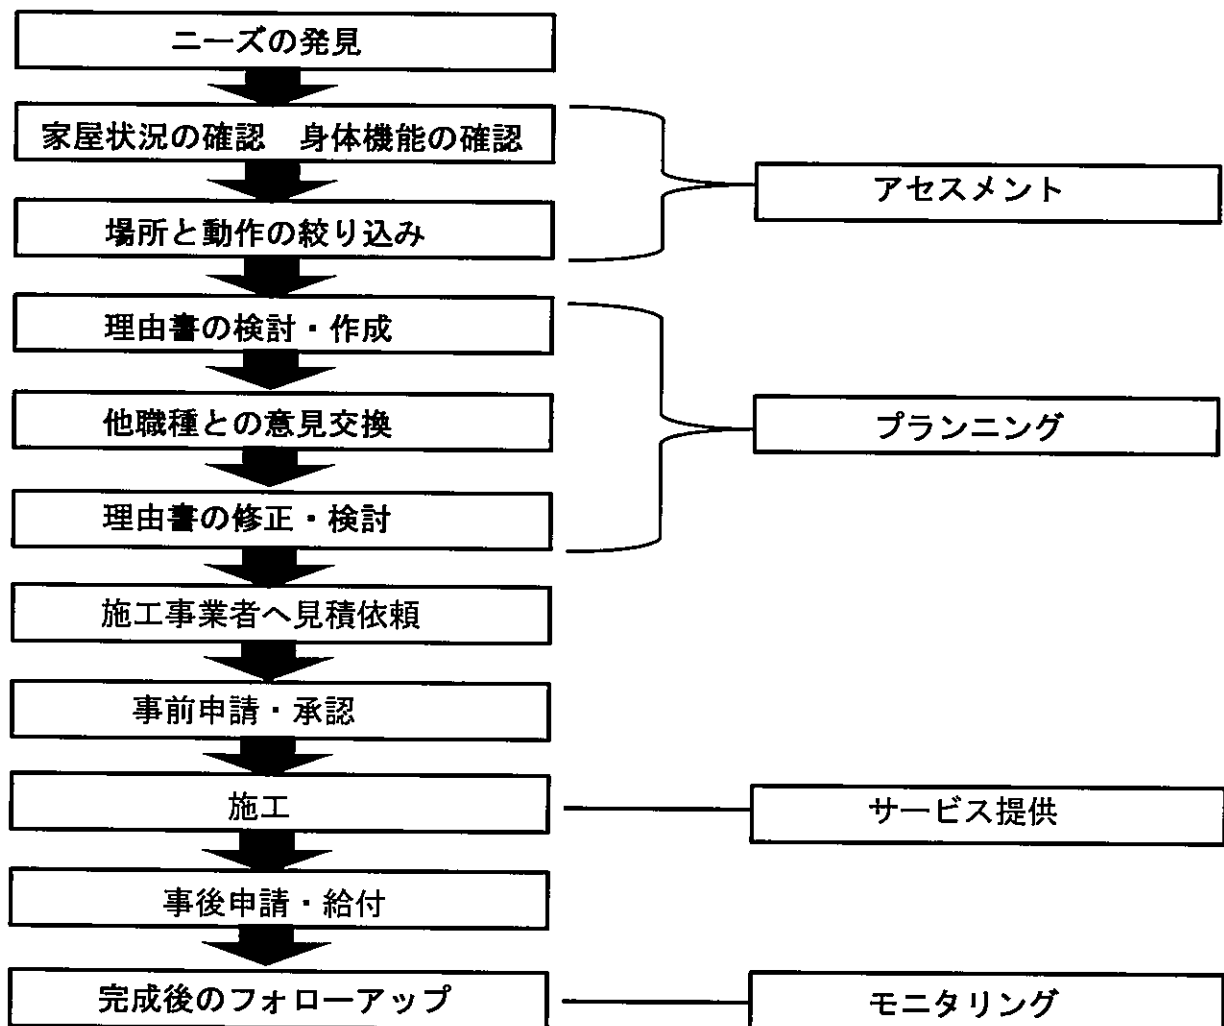 ニーズの発見
家屋状況の確認 身体機能の確認
アセスメント
場所と動作の絞り込み
理由書の検討・作成
他職種との意見交換
プランニング
理由書の修正・検討
施工事業者へ見積依頼
事前申請・承認
施工
サービス提供
事後申請・給付
完成後のフォローアップ
モニタリング